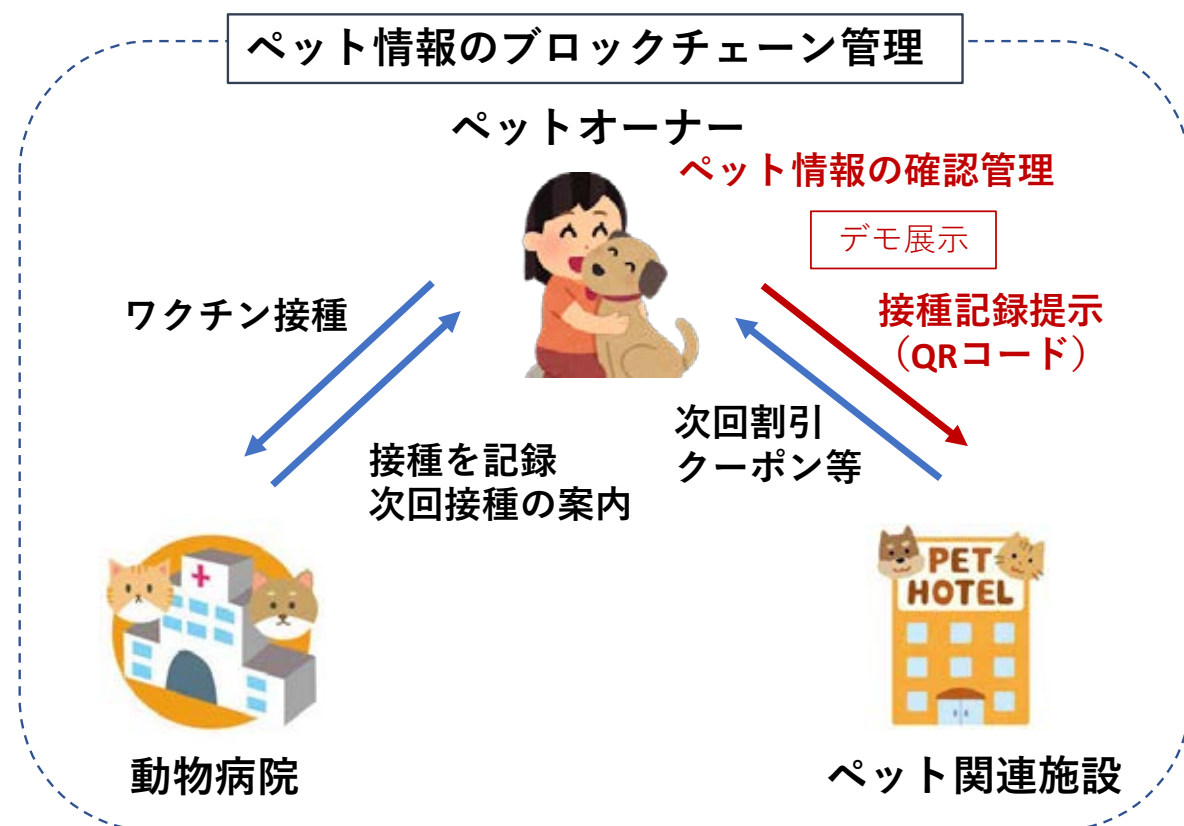 ペット情報のブロックチェーン管理
ペットオーナー
ペット情報の確認管理
デモ展示
ワクチン接種
接種記録提示
（QRコード）
次回割引
クーポン等
接種を記録
次回接種の案内
PET
HOTEL
動物病院
ペット関連施設